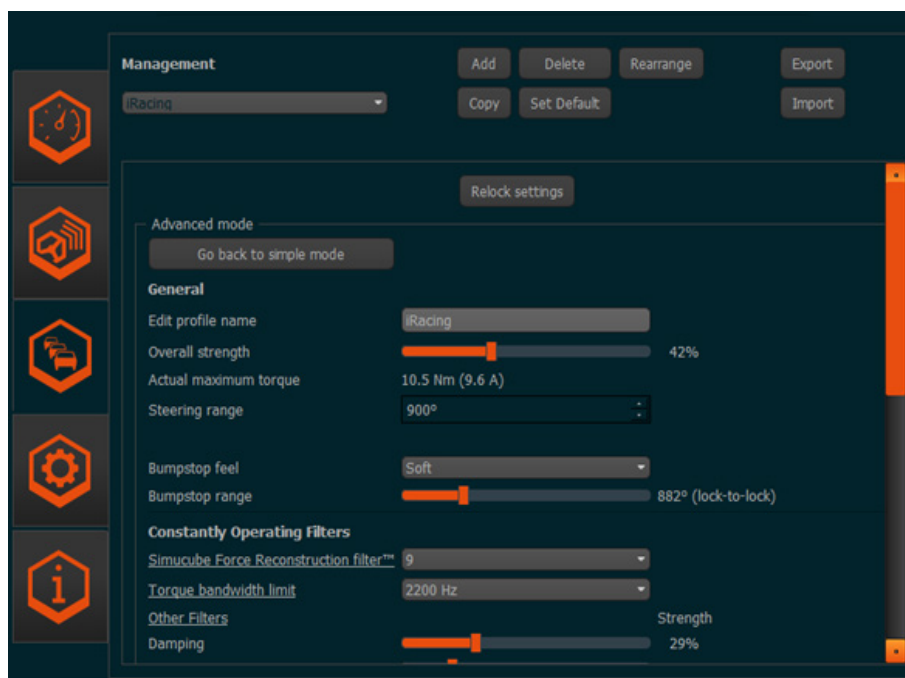 Management Add Delete Rearrange Export
iRacing Copy Set Default Import
Relock settings
Advanced mode
Go back to simple mode
General
Edit profile name iRacing
Overall strength 42%
Actual maximum torque 10.5 Nm (9.6 A)
Steering range 900º
Bumpstop feel Soft
Bumpstop range 882º (lock-to-lock)
Constantly Operating Filters
Simucube Force Reconstruction filter™ 9
Torque bandwidth limit 2200 Hz
Other Filters Strength
Damping 29%